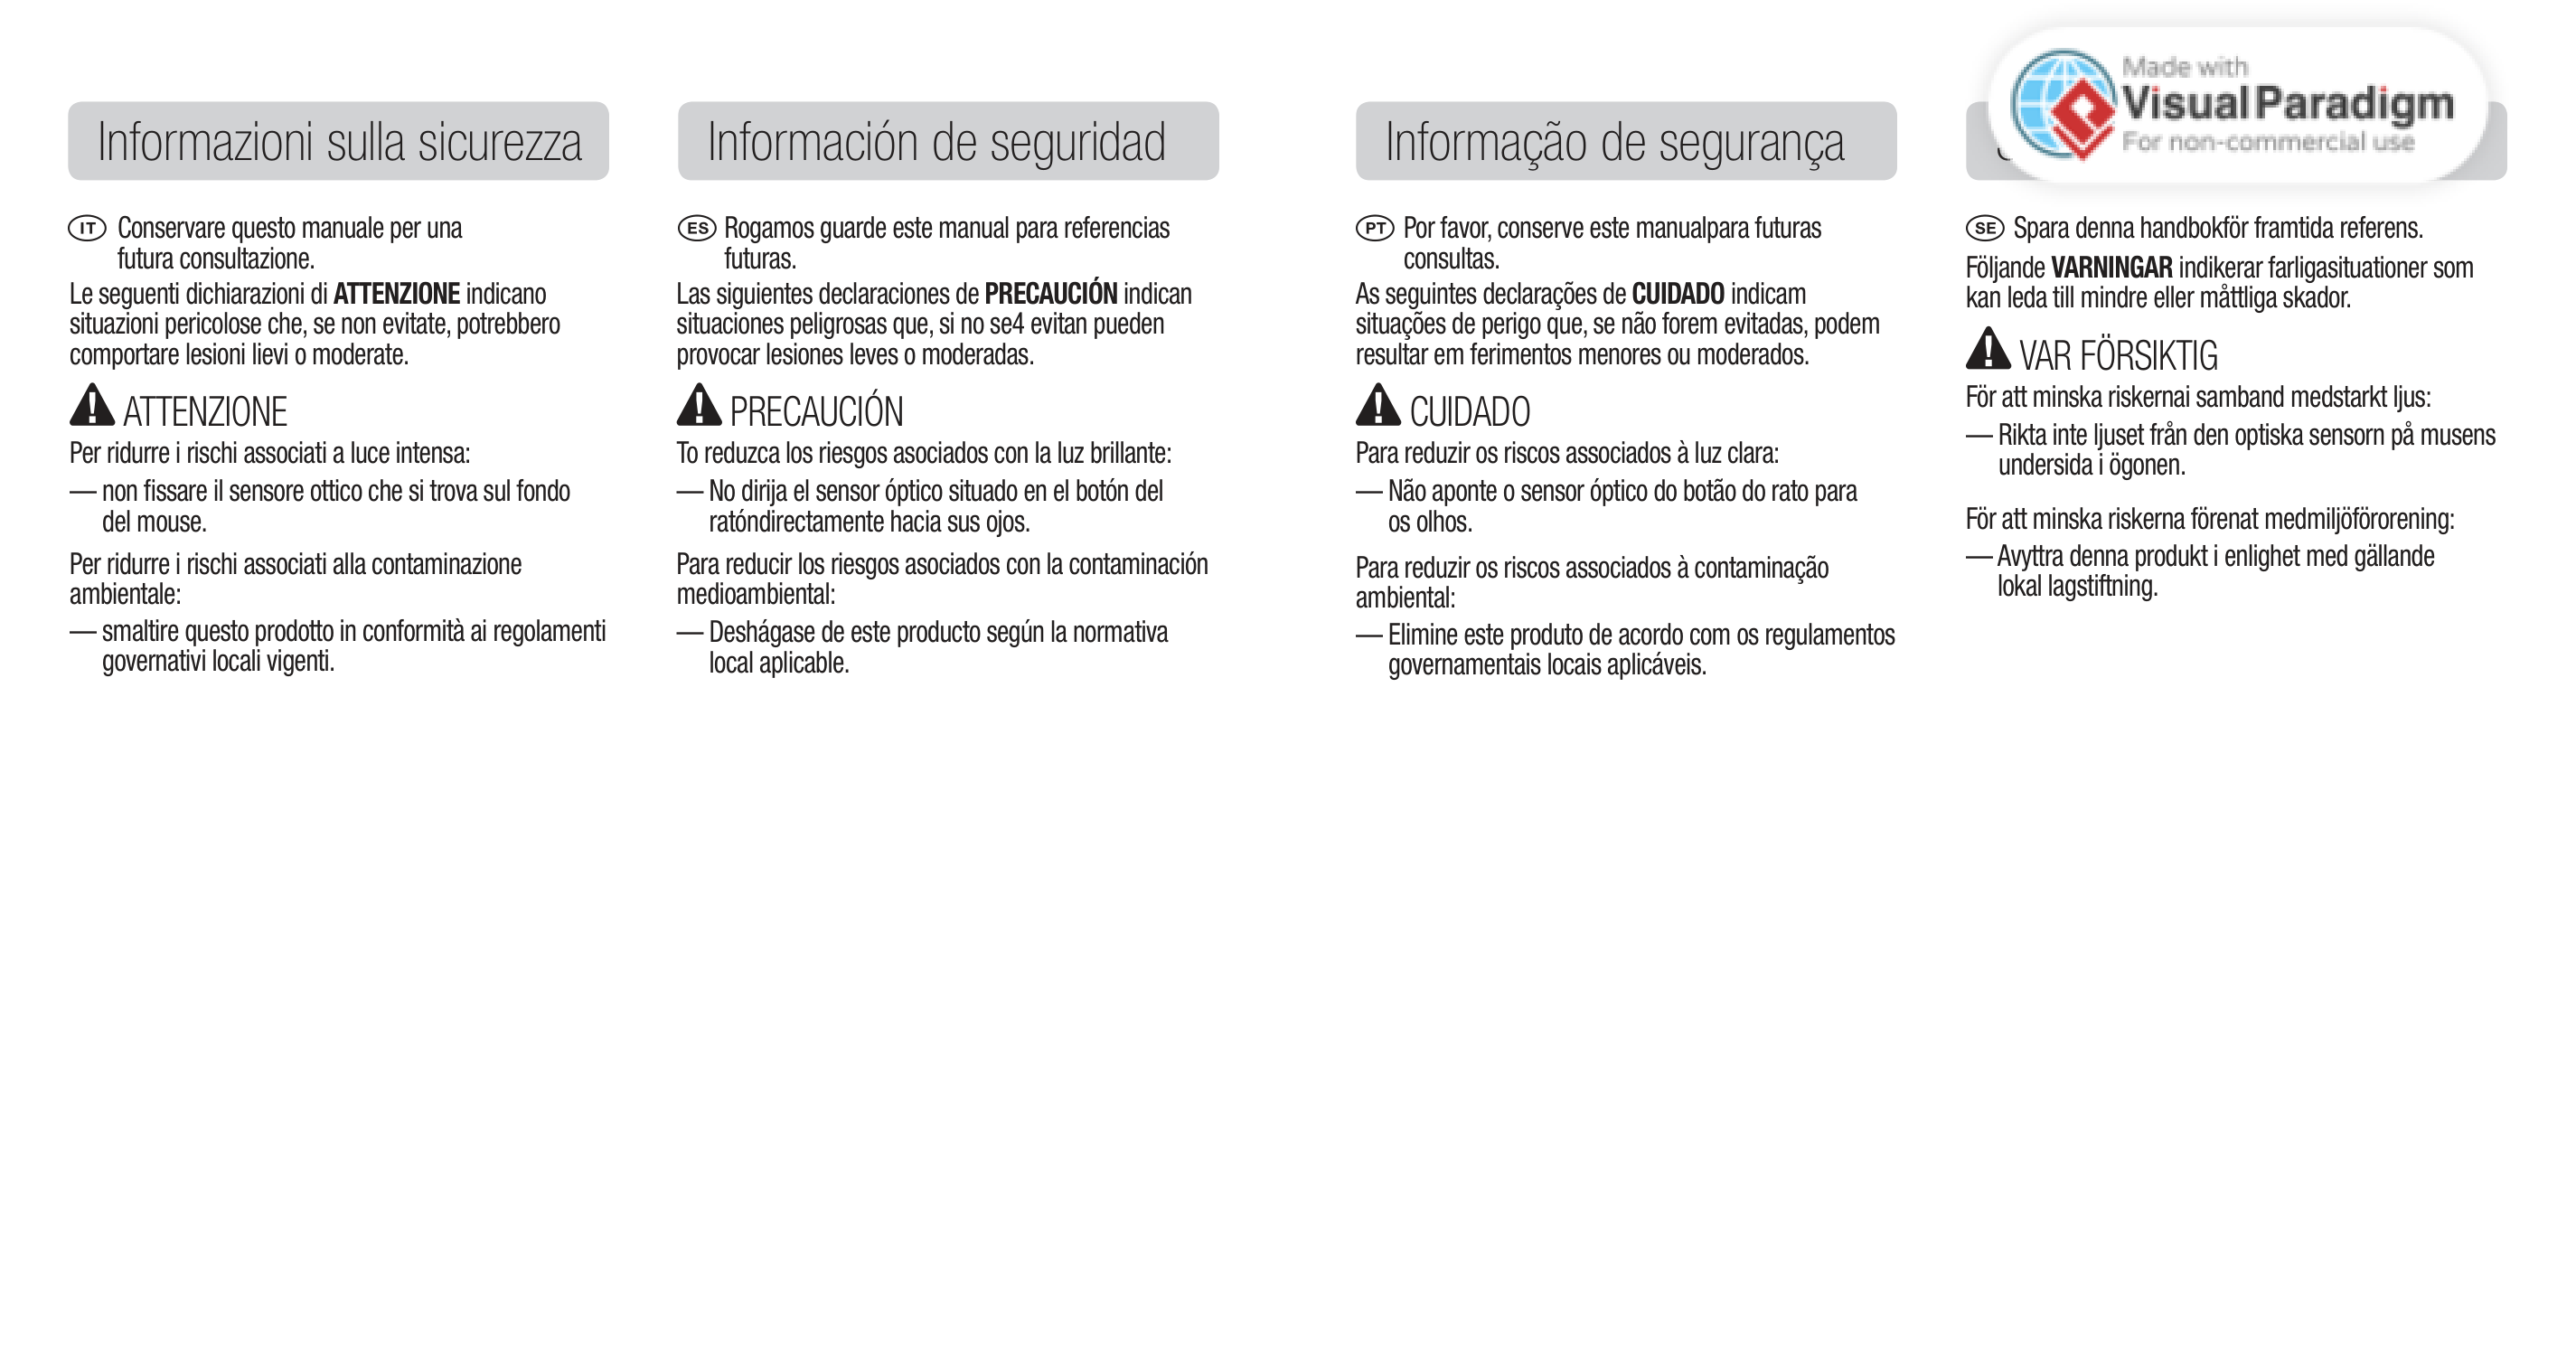 Informazioni sulla sicurezza
IT Conservare questo manuale per una
futura consultazione.
Le seguenti dichiarazioni di ATTENZIONE indicano
situazioni pericolose che, se non evitate, potrebbero
comportare lesioni lievi o moderate.
ATTENZIONE
Per ridurre i rischi associati a luce intensa:
— non fissare il sensore ottico che si trova sul fondo
del mouse.
Per ridurre i rischi associati alla contaminazione
ambientale:
— smaltire questo prodotto in conformità ai regolamenti
governativi locali vigenti.
Información de seguridad
ES Rogamos guarde este manual para referencias
futuras.
Las siguientes declaraciones de PRECAUCIÓN indican
situaciones peligrosas que, si no se4 evitan pueden
provocar lesiones leves o moderadas.
PRECAUCIÓN
To reduzca los riesgos asociados con la luz brillante:
— No dirija el sensor óptico situado en el botón del
ratóndirectamente hacia sus ojos.
Para reducir los riesgos asociados con la contaminación
medioambiental:
— Deshágase de este producto según la normativa
local aplicable.
Informação de segurança
PT Por favor, conserve este manualpara futuras
consultas.
As seguintes declarações de CUIDADO indicam
situações de perigo que, se não forem evitadas, podem
resultar em ferimentos menores ou moderados.
CUIDADO
Para reduzir os riscos associados à luz clara:
— Não aponte o sensor óptico do botão do rato para
os olhos.
Para reduzir os riscos associados à contaminação
ambiental:
— Elimine este produto de acordo com os regulamentos
governamentais locais aplicáveis.
Made with
Visual Paradigm
For non-commercial use
SE Spara denna handbokför framtida referens.
Följande VARNINGAR indikerar farligasituationer som
kan leda till mindre eller måttliga skador.
VAR FÖRSIKTIG
För att minska riskernai samband medstarkt ljus:
— Rikta inte ljuset från den optiska sensorn på musens
undersida i ögonen.
För att minska riskerna förenat medmiljöförorening:
— Avyttra denna produkt i enlighet med gällande
lokal lagstiftning.